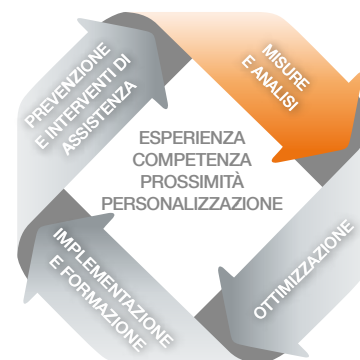 PREVENZIONE
E INTERVENTI DI
ASSISTENZA
MISURE
E ANALISI
ESPERIENZA
COMPETENZA
PROSSIMITÀ
PERSONALIZZAZIONE
IMPLEMENTAZIONE
E FORMAZIONE
OTTIMIZZAZIONE